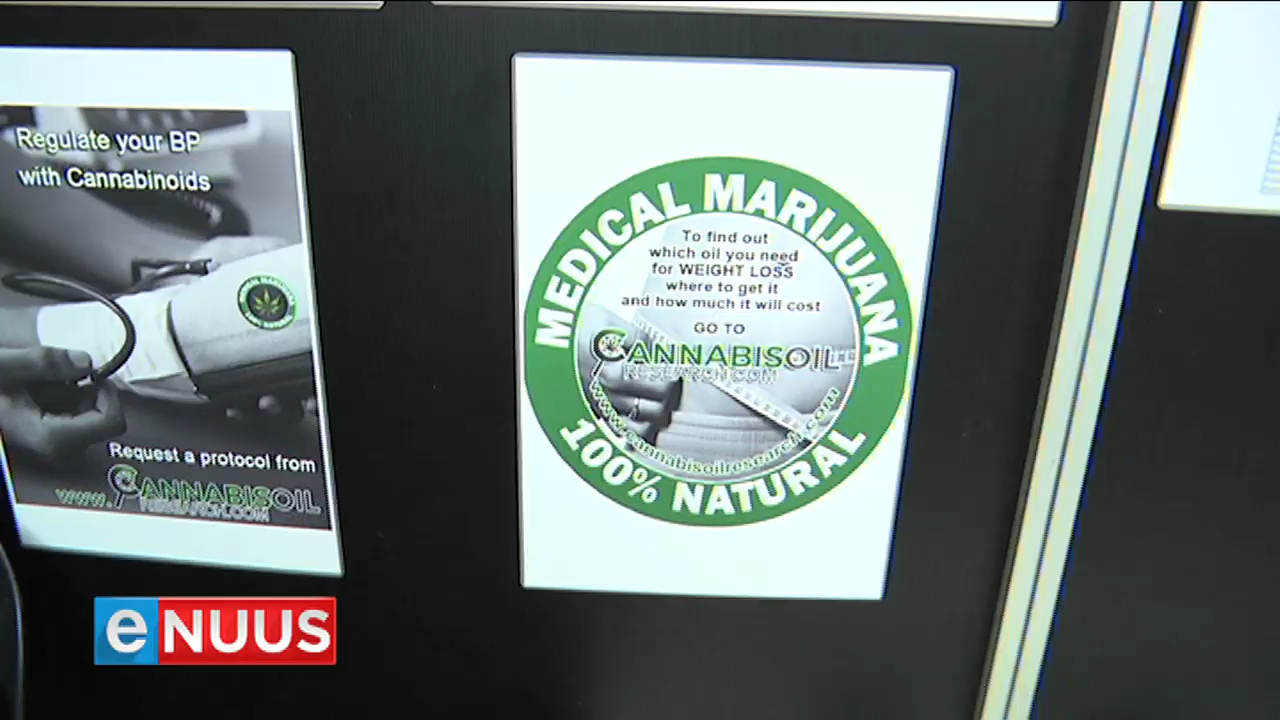 Regulate your BP
with Cannabinoids
Request a protocol from
www.CANNABISOIL
RESEARCH.COM
MEDICAL MARIJUANA
To find out
which oil you need
for WEIGHT LOSS
where to get it
and how much it will cost
GO TO
CANNABISOIL
RESEARCH.COM
www.cannabisoilresearch.com
100% NATURAL
eNUUS